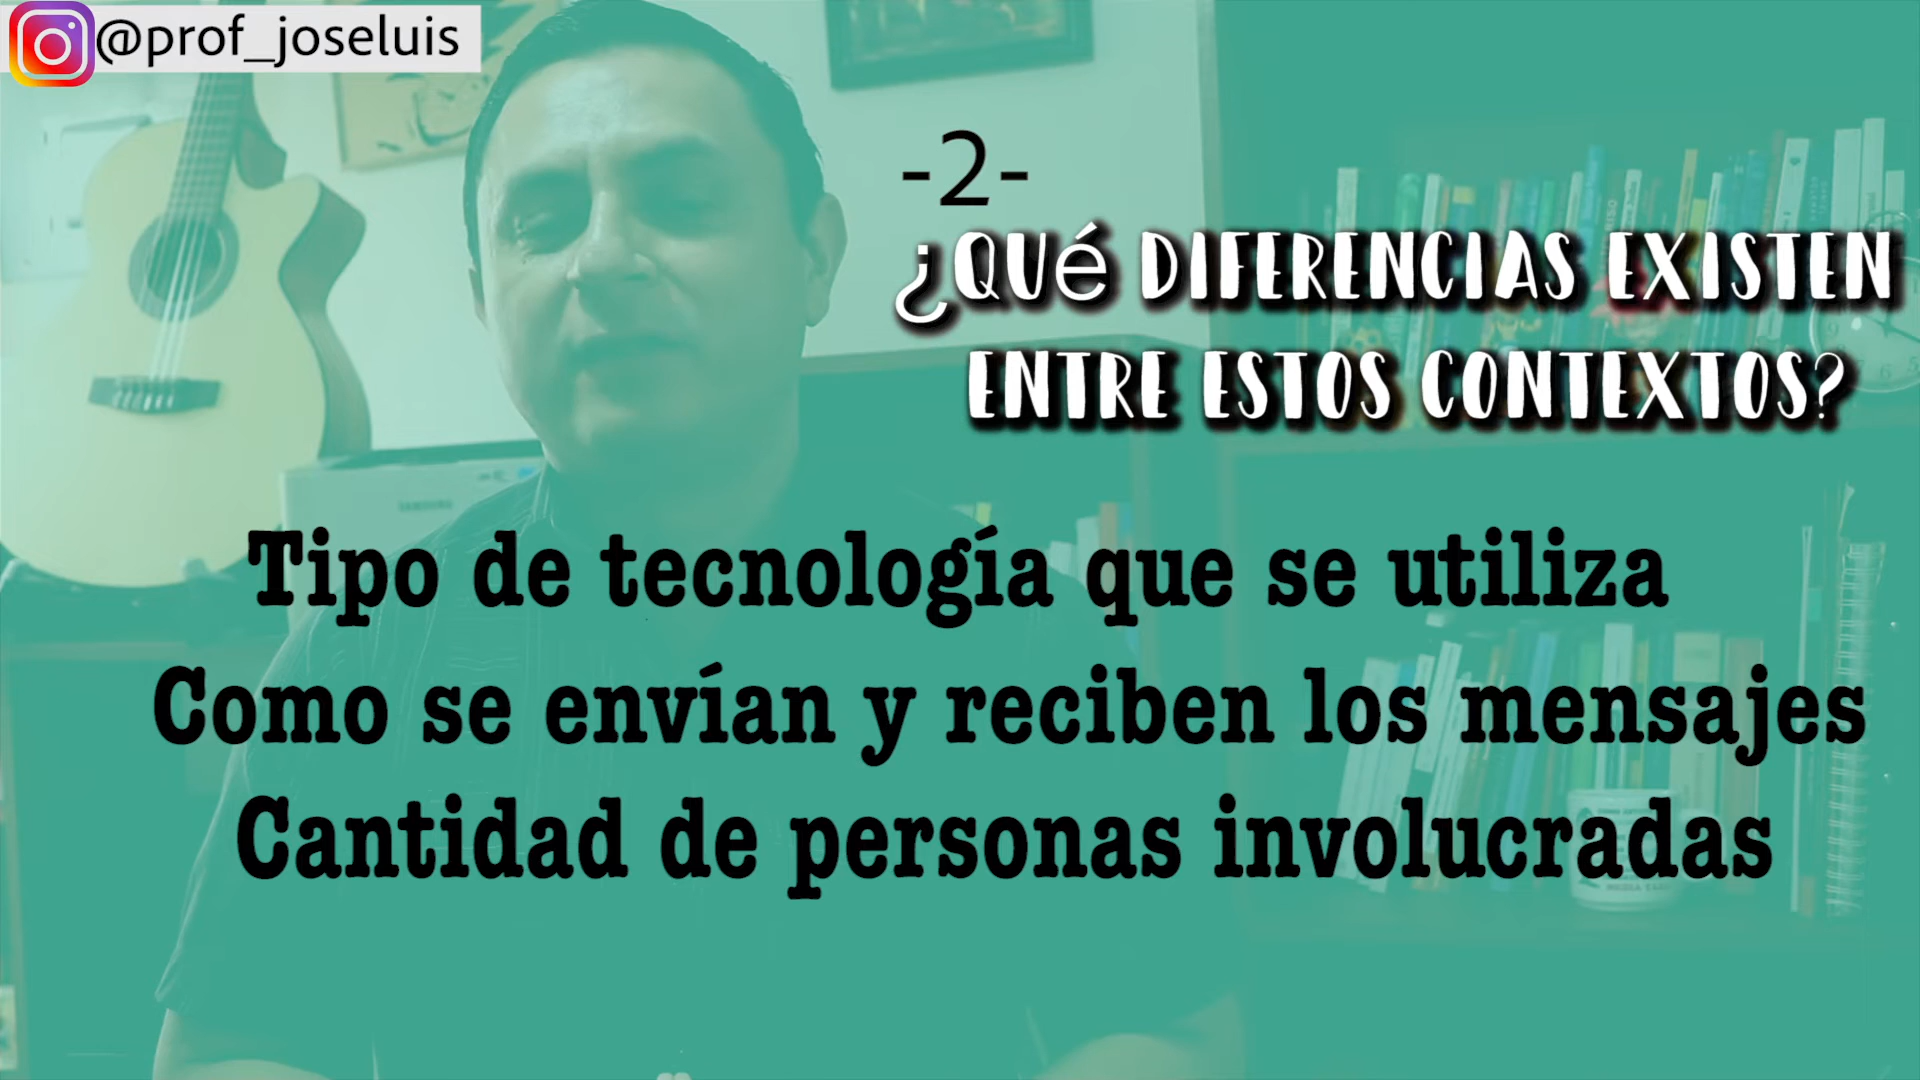 @prof_joseluis
-2-
¿QUé DIFERENCIAS EXISTEN
ENTRE ESTOS CONTEXTOS?
SAMSUNG
Tipo de tecnología que se utiliza
Como se envían y reciben los mensajes
Cantidad de personas involucradas